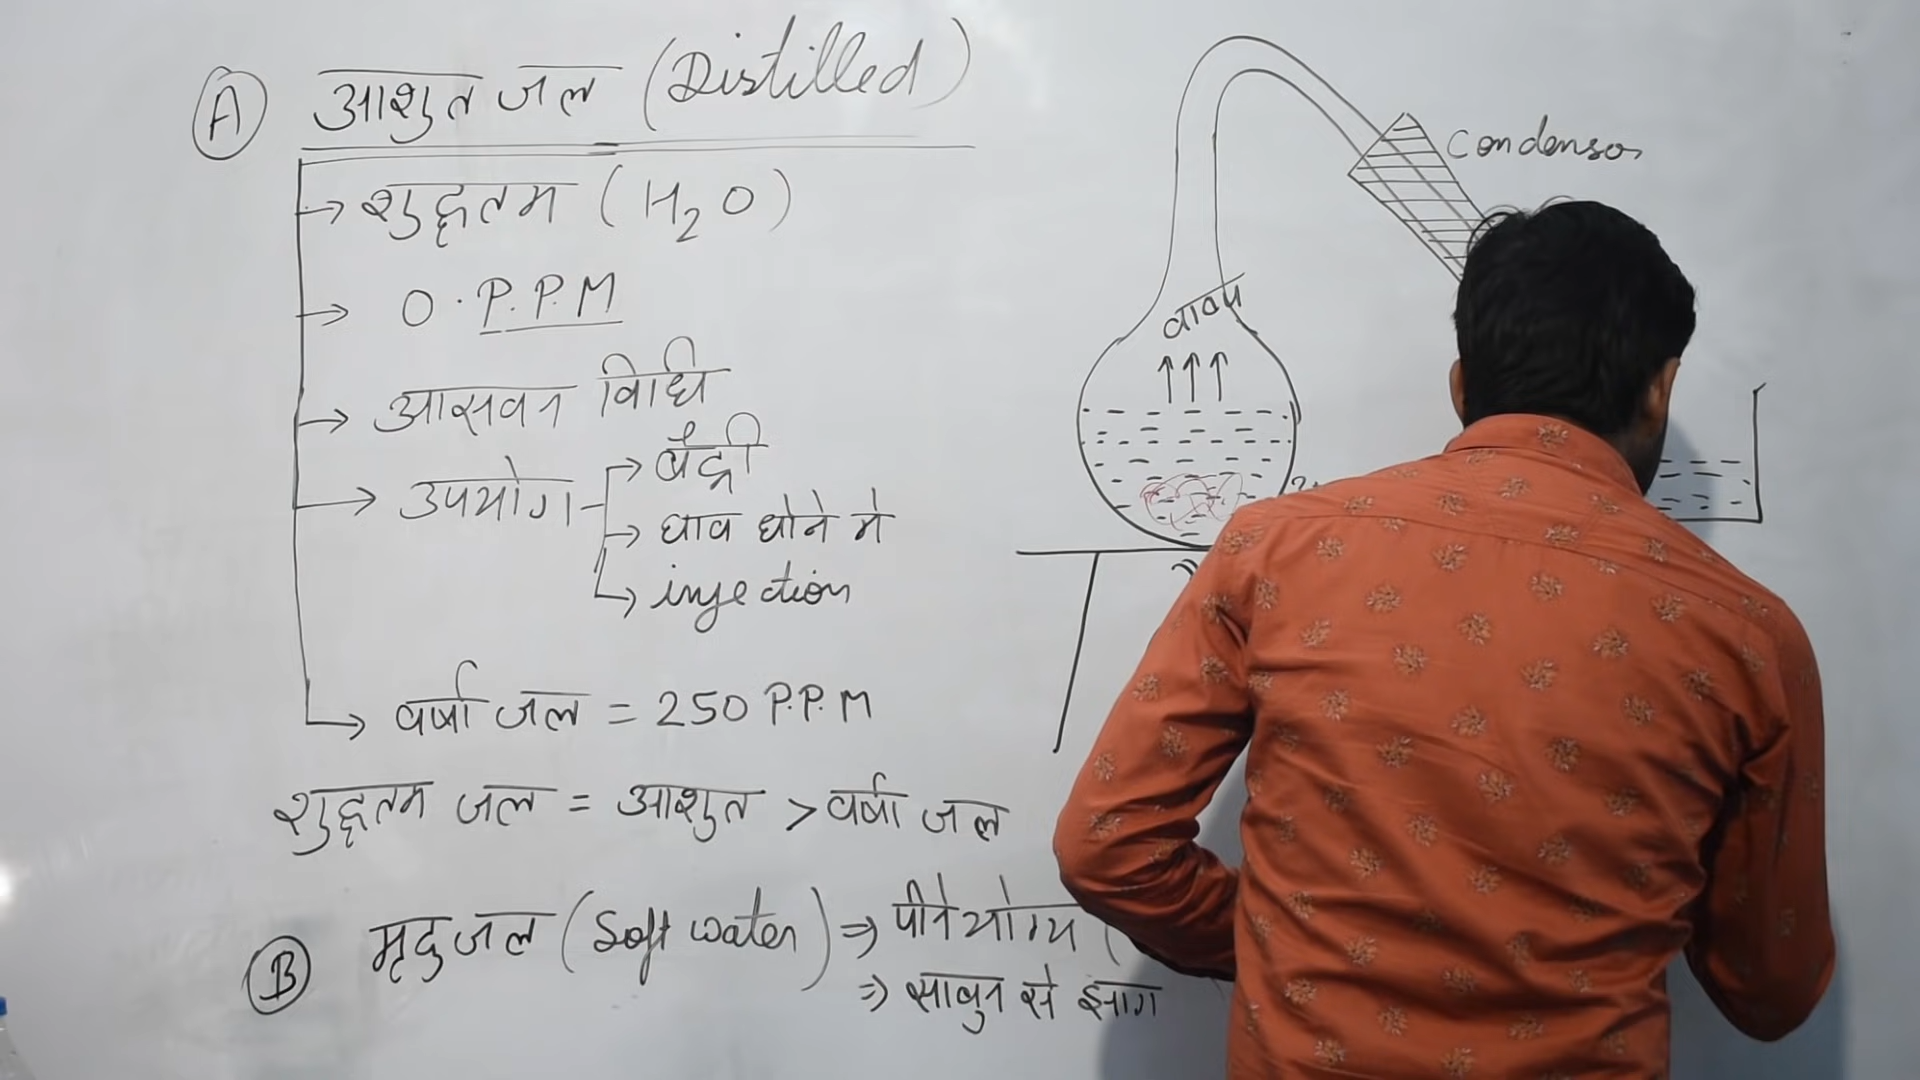 A आशुत जल (Distilled)
→ शुद्धतम (H₂O)
→ 0 · P.P.M
→ आसवन विधि
→ उपयोग
→ बैट्री
→ घाव धोने मे
→ injection
→ वर्षा जल = 250 P.P.M
शुद्धतम जल = आशुत > वर्षा जल
B मृदु जल (Soft water) ⇒ पीने योग्य (
⇒ साबुन से झाग
Condensor
वाष्प